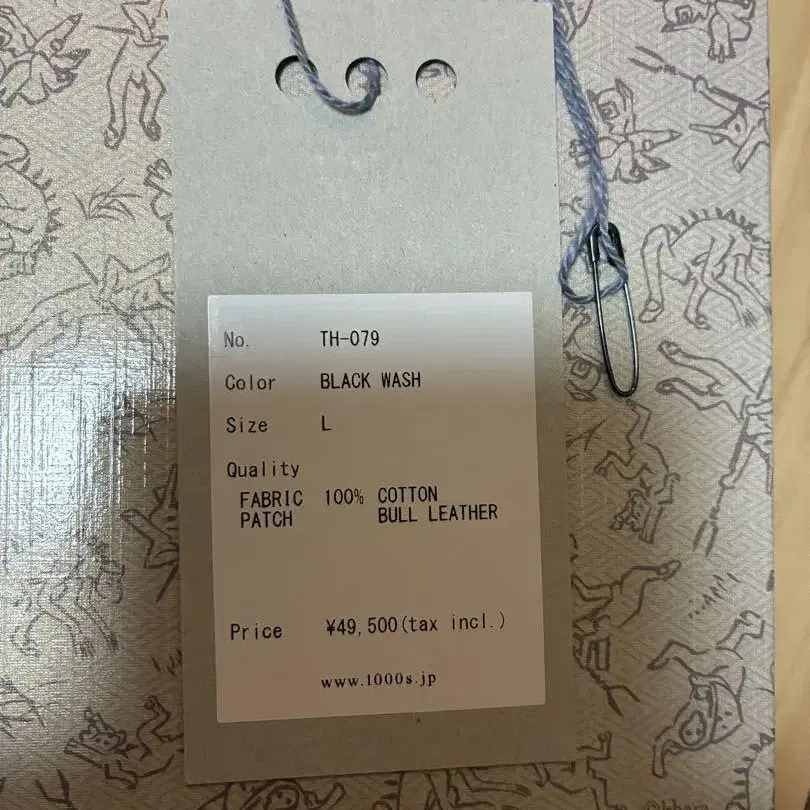 No. TH-079
Color BLACK WASH
Size L
Quality
FABRIC 100% COTTON
PATCH BULL LEATHER
Price ¥49,500(tax incl.)
www.1000s.jp